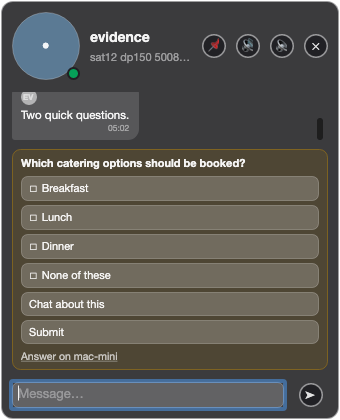 evidence
sat12 dp150 5008…
EV
Two quick questions.
05:02
Which catering options should be booked?
Breakfast
Lunch
Dinner
None of these
Chat about this
Submit
Answer on mac-mini
Message…